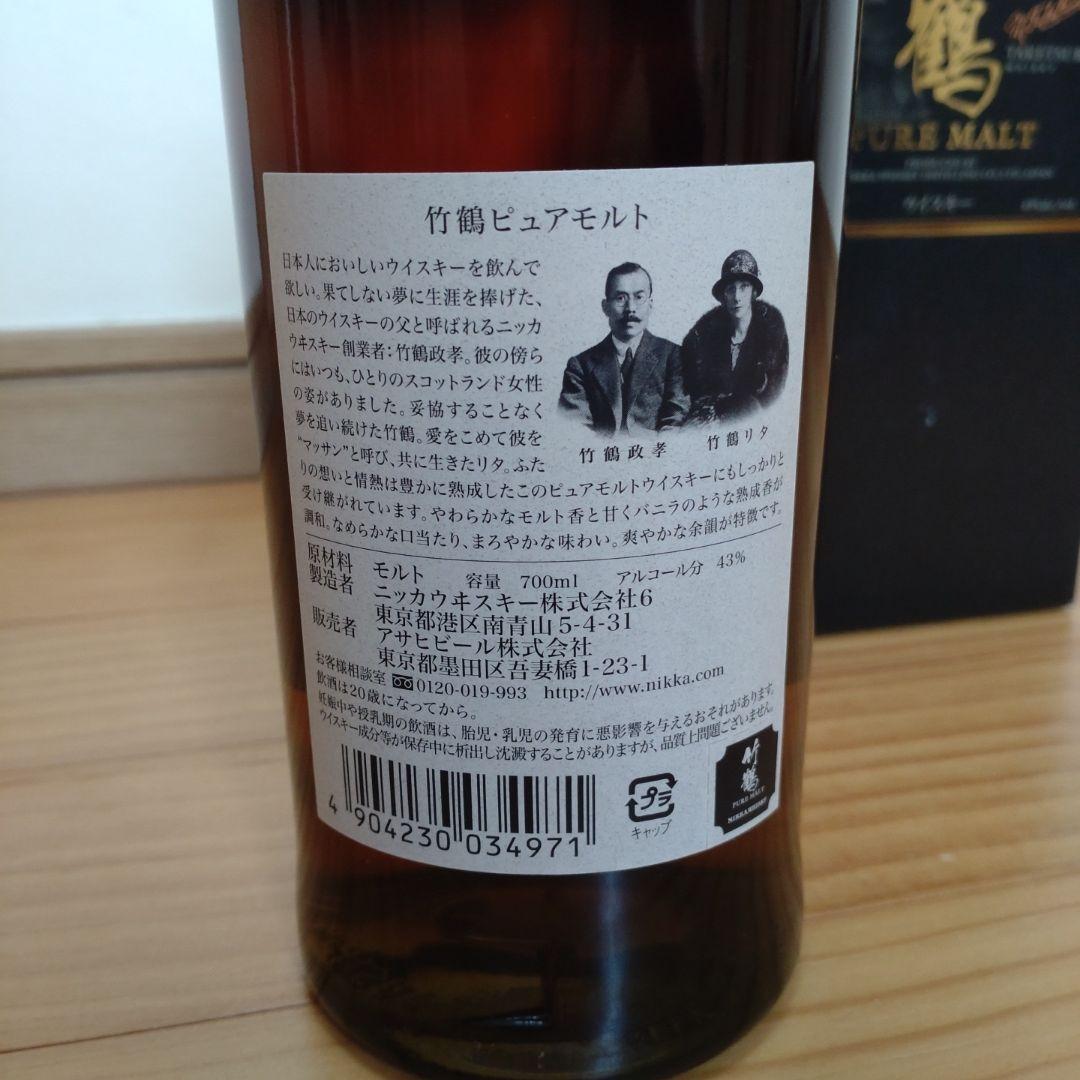 竹鶴ピュアモルト
日本人においしいウイスキーを飲んで
欲しい。果てしない夢に生涯を捧げた、
日本のウイスキーの父と呼ばれるニッカ
ウヰスキー創業者：竹鶴政孝。彼の傍ら
にはいつも、ひとりのスコットランド女性
の姿がありました。妥協することなく
夢を追い続けた竹鶴。愛をこめて彼を
“マッサン”と呼び、共に生きたリタ。ふた
りの想いと情熱は豊かに熟成したこのピュアモルトウイスキーにもしっかりと
受け継がれています。やわらかなモルト香と甘くバニラのような熟成香が
調和。なめらかな口当たり、まろやかな味わい。爽やかな余韻が特徴です。
竹鶴政孝 竹鶴リタ
原材料 モルト 容量 700ml アルコール分 43%
製造者 ニッカウヰスキー株式会社6
東京都港区南青山5-4-31
販売者 アサヒビール株式会社
東京都墨田区吾妻橋1-23-1
お客様相談室 0120-019-993 http://www.nikka.com
飲酒は20歳になってから。
妊娠中や授乳期の飲酒は、胎児・乳児の発育に悪影響を与えるおそれがあります。
ウイスキー成分等が保存中に析出し沈澱することがありますが、品質上問題ございません。
4 904230 034971
プラ
キャップ
竹鶴
PURE MALT
NIKKA WHISKY
鶴
PURE MALT
ウイスキー